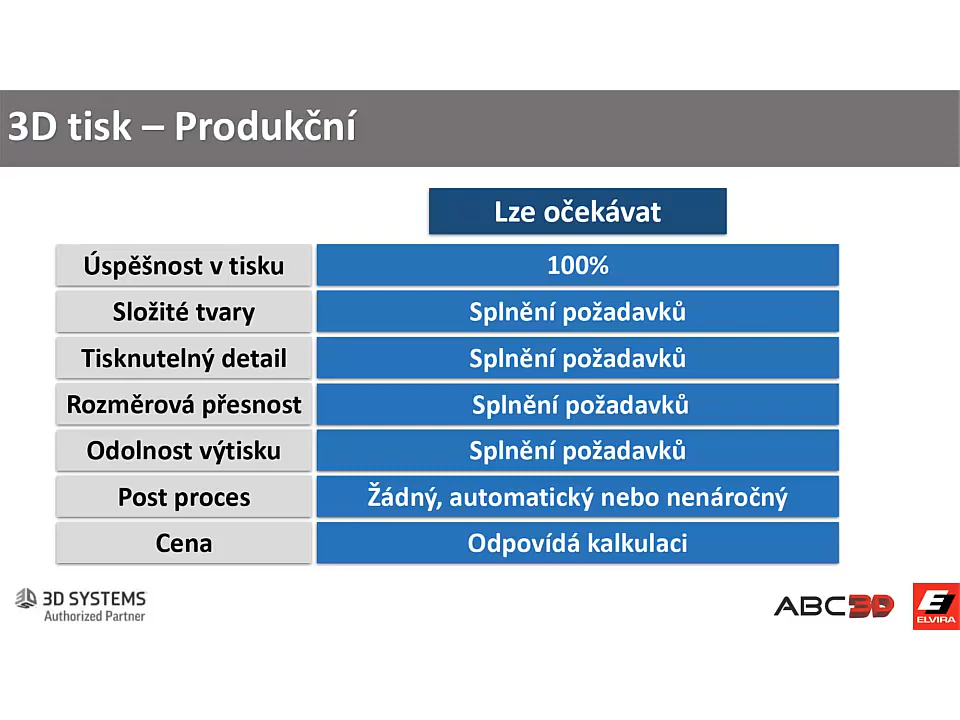 3D tisk – Produkční
Lze očekávat
Úspěšnost v tisku 100%
Složité tvary Splnění požadavků
Tisknutelný detail Splnění požadavků
Rozměrová přesnost Splnění požadavků
Odolnost výtisku Splnění požadavků
Post proces Žádný, automatický nebo nenáročný
Cena Odpovídá kalkulaci
3D SYSTEMS
Authorized Partner
ABC3D
ELVIRA